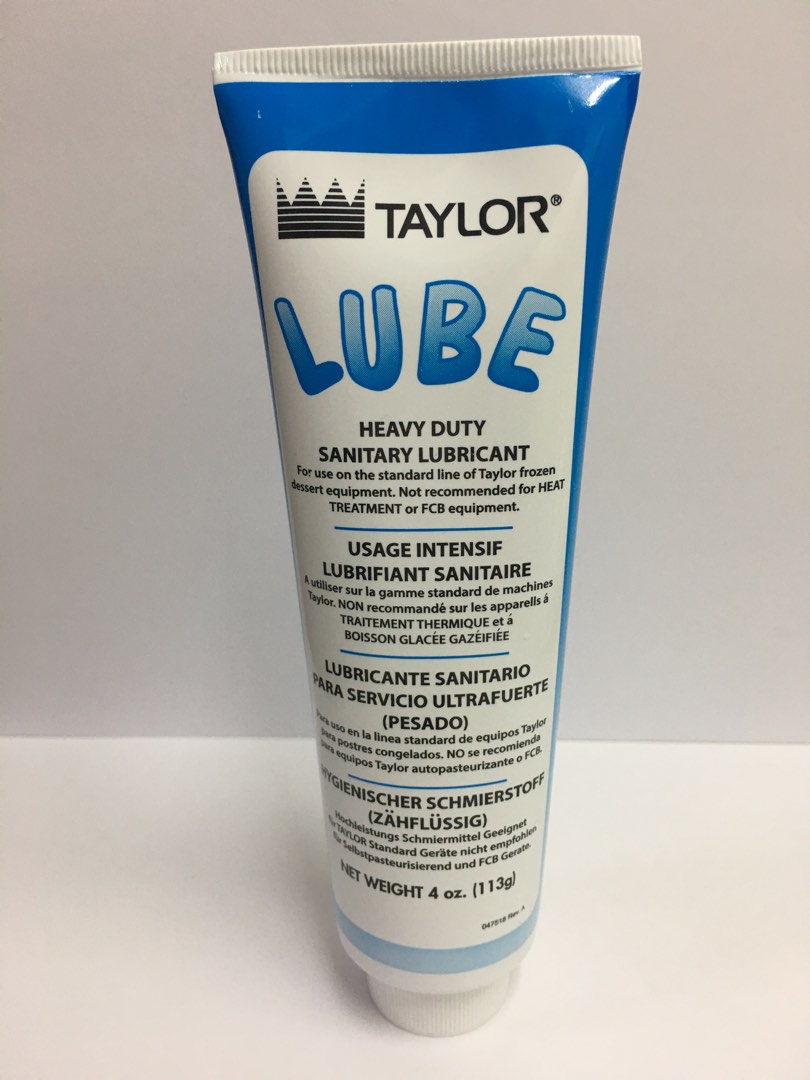 TAYLOR®
LUBE
HEAVY DUTY
SANITARY LUBRICANT
For use on the standard line of Taylor frozen
dessert equipment. Not recommended for HEAT
TREATMENT or FCB equipment.
USAGE INTENSIF
LUBRIFIANT SANITAIRE
A utiliser sur la gamme standard de machines
Taylor. NON recommandé sur les appareils á
TRAITEMENT THERMIQUE et á
BOISSON GLACÉE GAZÉIFIÉE
LUBRICANTE SANITARIO
PARA SERVICIO ULTRAFUERTE
(PESADO)
Para uso en la linea standard de equipos Taylor
para postres congelados. NO se recomienda
para equipos Taylor autopasteurizante o FCB.
HYGIENISCHER SCHMIERSTOFF
(ZÄHFLÜSSIG)
Hochleistungs Schmiermittel Geeignet
für TAYLOR Standard Geräte nicht empfohlen
für Selbstpasteurisierend und FCB Gerate.
NET WEIGHT 4 oz. (113g)
047518 Rev. A